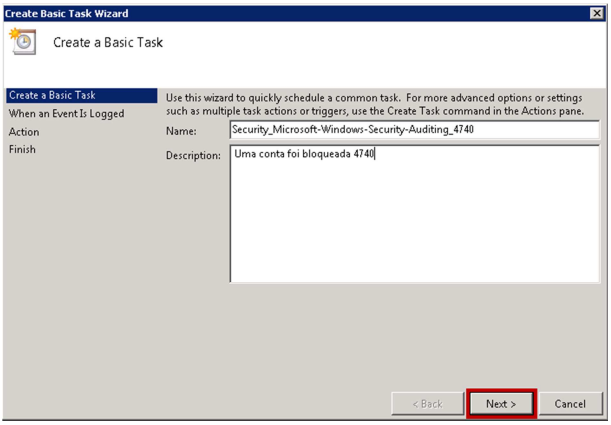 Create Basic Task Wizard
Create a Basic Task
Create a Basic Task
When an Event Is Logged
Action
Finish
Use this wizard to quickly schedule a common task. For more advanced options or settings
such as multiple task actions or triggers, use the Create Task command in the Actions pane.
Name: Security_Microsoft-Windows-Security-Auditing_4740
Description: Uma conta foi bloqueada 4740
< Back Next > Cancel